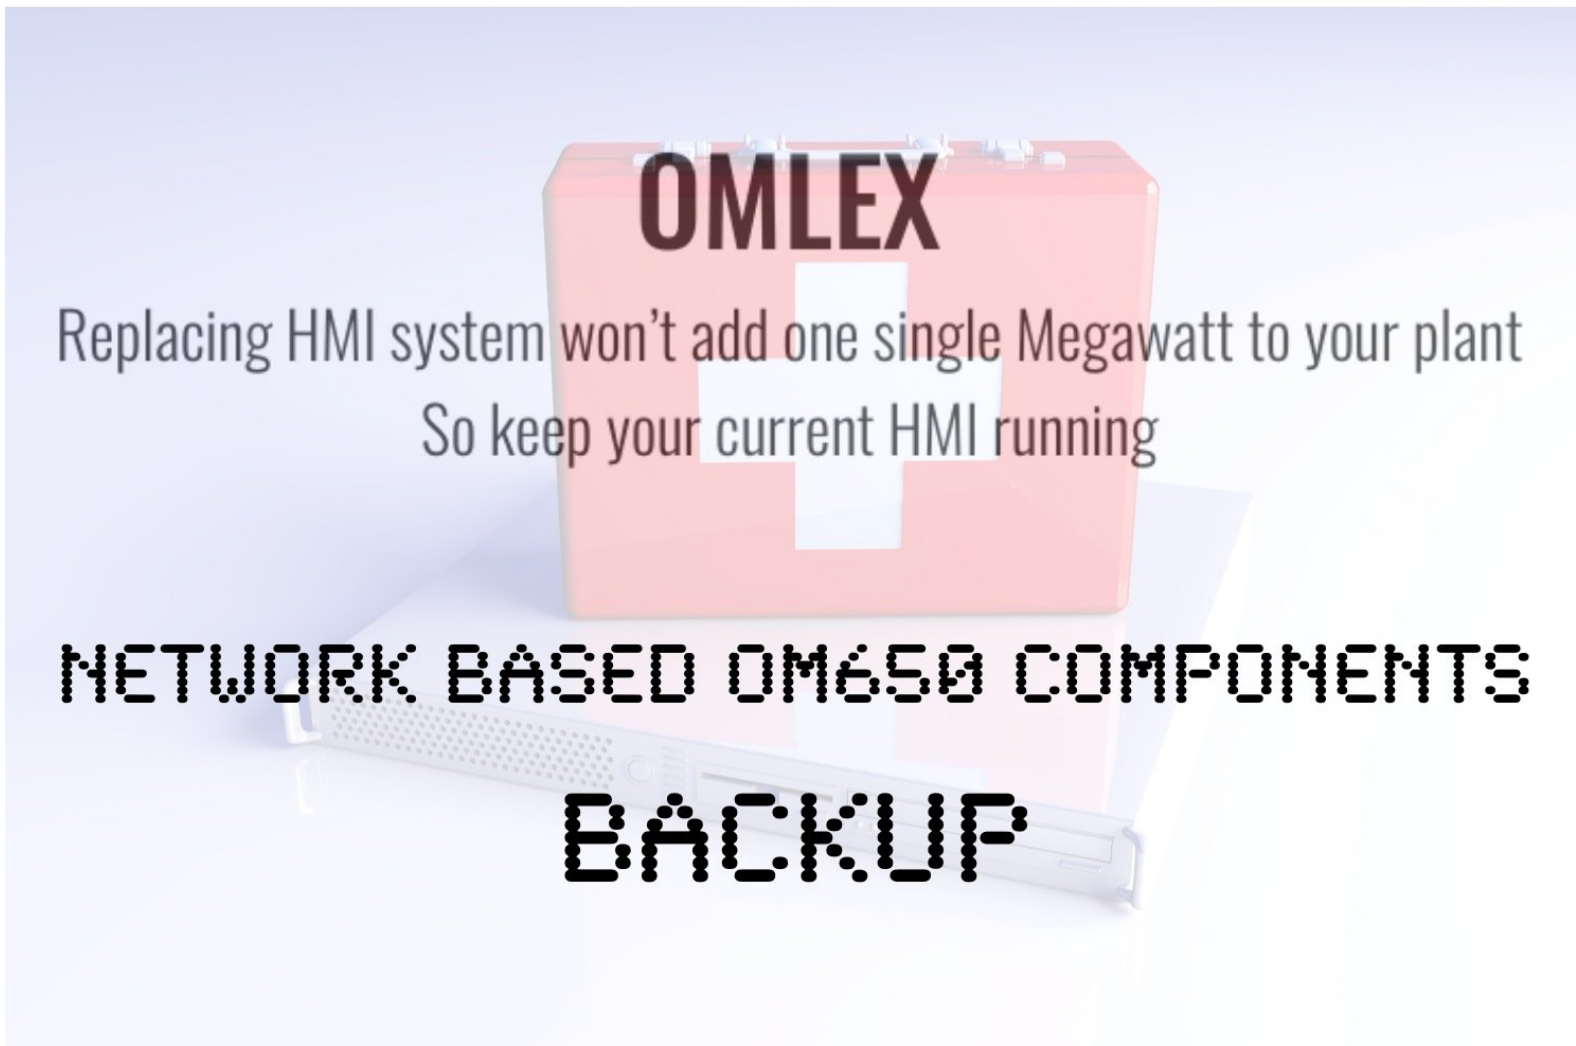 OMLEX
Replacing HMI system won't add one single Megawatt to your plant
So keep your current HMI running
NETWORK BASED OM650 COMPONENTS
BACKUP